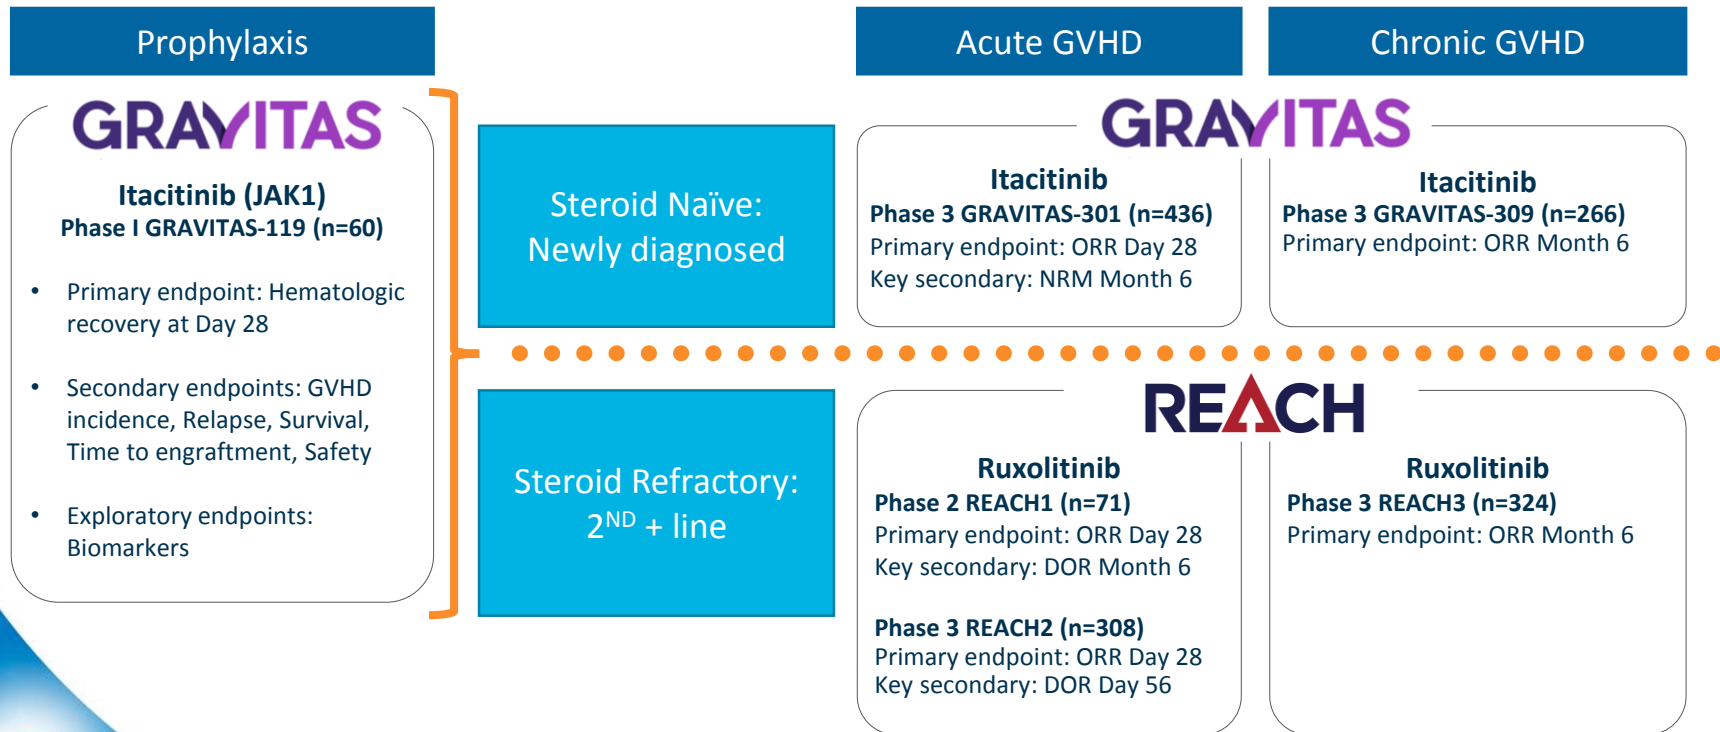 Prophylaxis
GRAVITAS
Itacitinib (JAK1)
Phase I GRAVITAS-119 (n=60)
• Primary endpoint: Hematologic
recovery at Day 28
• Secondary endpoints: GVHD
incidence, Relapse, Survival,
Time to engraftment, Safety
• Exploratory endpoints:
Biomarkers
Steroid Naïve:
Newly diagnosed
Steroid Refractory:
2ND + line
Acute GVHD
Chronic GVHD
GRAVITAS
Itacitinib
Phase 3 GRAVITAS-301 (n=436)
Primary endpoint: ORR Day 28
Key secondary: NRM Month 6
Itacitinib
Phase 3 GRAVITAS-309 (n=266)
Primary endpoint: ORR Month 6
REACH
Ruxolitinib
Phase 2 REACH1 (n=71)
Primary endpoint: ORR Day 28
Key secondary: DOR Month 6
Phase 3 REACH2 (n=308)
Primary endpoint: ORR Day 28
Key secondary: DOR Day 56
Ruxolitinib
Phase 3 REACH3 (n=324)
Primary endpoint: ORR Month 6